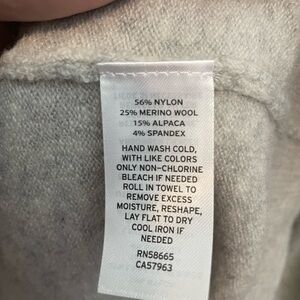 56% NYLON
25% MERINO WOOL
15% ALPACA
4% SPANDEX
HAND WASH COLD,
WITH LIKE COLORS
ONLY NON-CHLORINE
BLEACH IF NEEDED
ROLL IN TOWEL TO
REMOVE EXCESS
MOISTURE, RESHAPE,
LAY FLAT TO DRY
COOL IRON IF
NEEDED
RN58665
CA57963